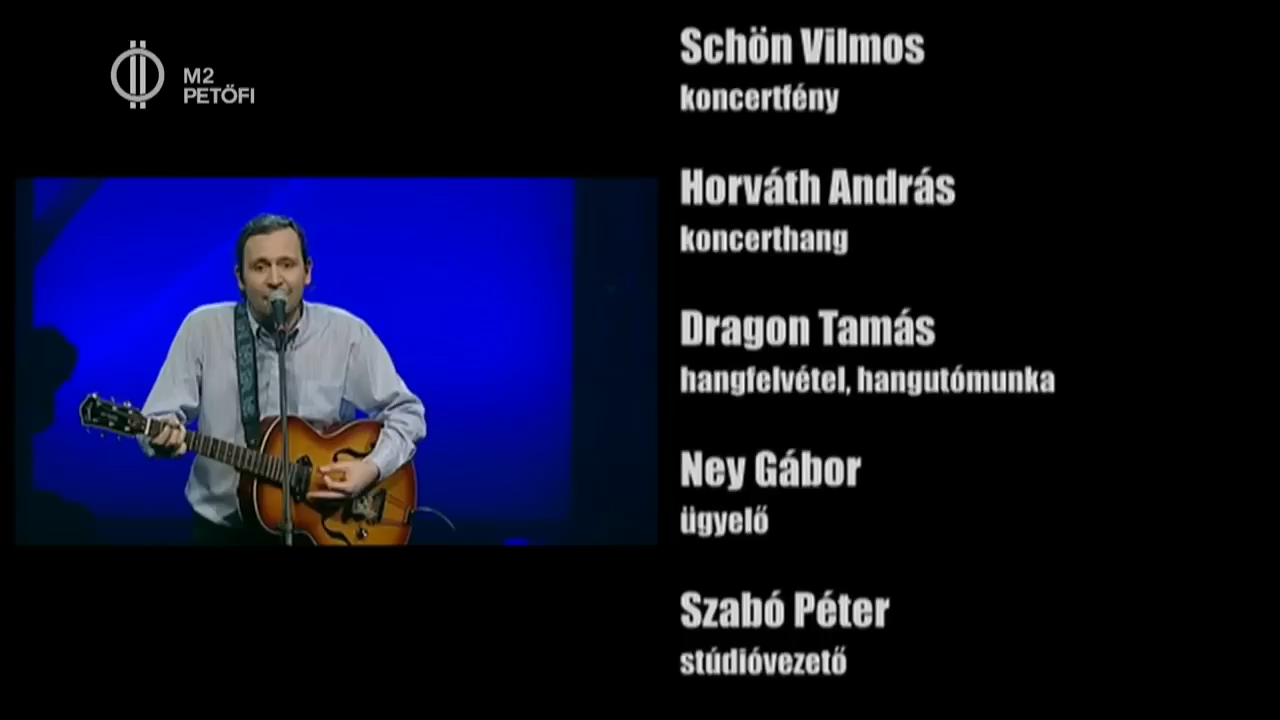 M2
PETŐFI
Schön Vilmos
koncertfény
Horváth András
koncerthang
Dragon Tamás
hangfelvétel, hangutómunka
Ney Gábor
ügyelő
Szabó Péter
stúdióvezető